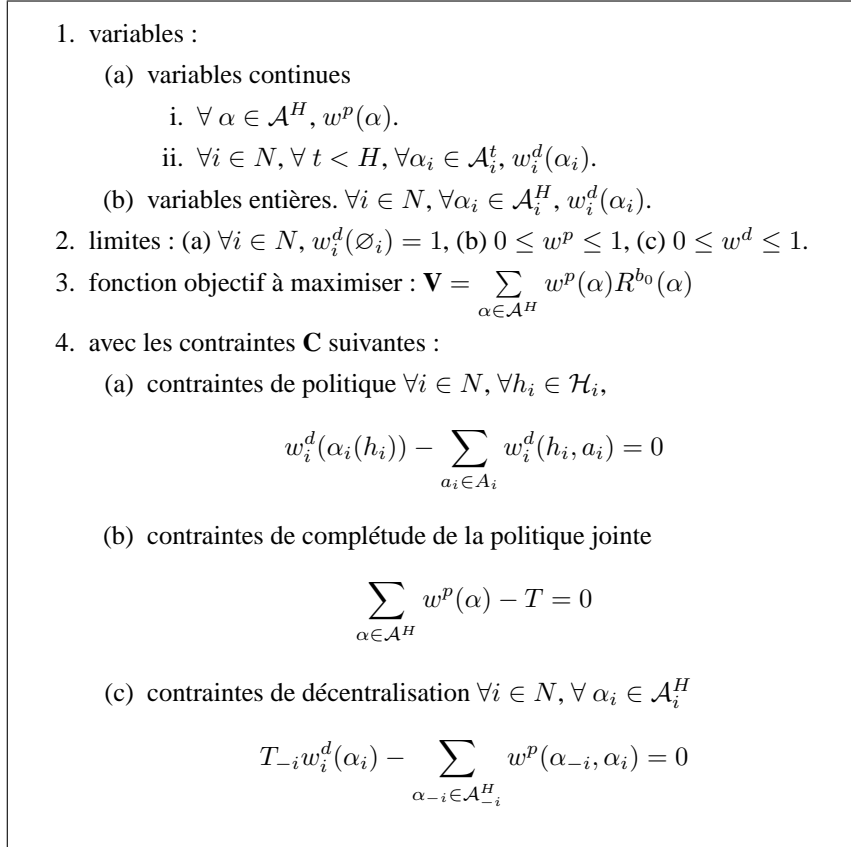 1. variables :
(a) variables continues
i. ∀ α ∈ 𝒜^H, w^p(α).
ii. ∀i ∈ N, ∀ t < H, ∀α_i ∈ 𝒜_i^t, w_i^d(α_i).
(b) variables entières. ∀i ∈ N, ∀α_i ∈ 𝒜_i^H, w_i^d(α_i).
2. limites : (a) ∀i ∈ N, w_i^d(∅_i) = 1, (b) 0 ≤ w^p ≤ 1, (c) 0 ≤ w^d ≤ 1.
3. fonction objectif à maximiser : V = ∑_{α∈𝒜^H} w^p(α)R^{b_0}(α)
4. avec les contraintes C suivantes :
(a) contraintes de politique ∀i ∈ N, ∀h_i ∈ ℋ_i,
w_i^d(α_i(h_i)) − ∑_{a_i∈A_i} w_i^d(h_i, a_i) = 0
(b) contraintes de complétude de la politique jointe
∑_{α∈𝒜^H} w^p(α) − T = 0
(c) contraintes de décentralisation ∀i ∈ N, ∀ α_i ∈ 𝒜_i^H
T_{−i}w_i^d(α_i) − ∑_{α_{−i}∈𝒜_{−i}^H} w^p(α_{−i}, α_i) = 0